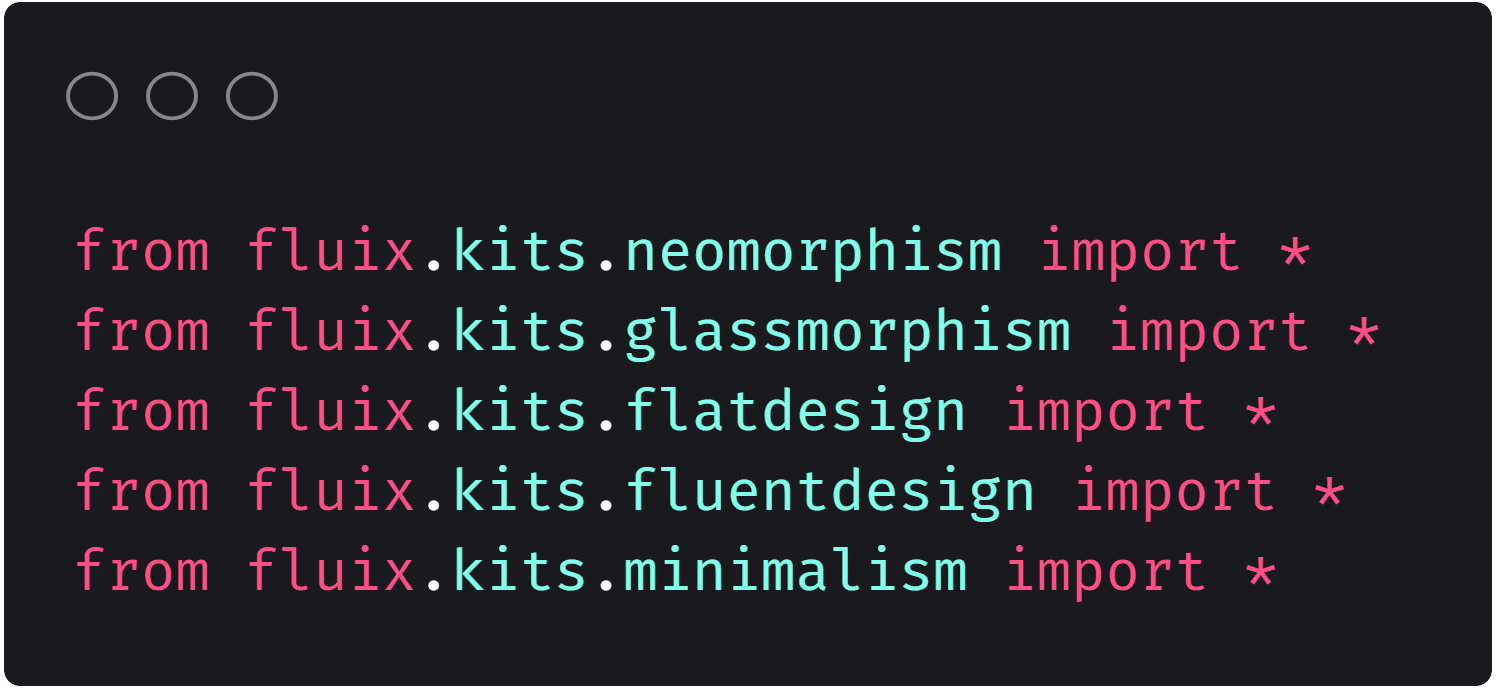 from fluix.kits.neomorphism import *
from fluix.kits.glassmorphism import *
from fluix.kits.flatdesign import *
from fluix.kits.fluentdesign import *
from fluix.kits.minimalism import *